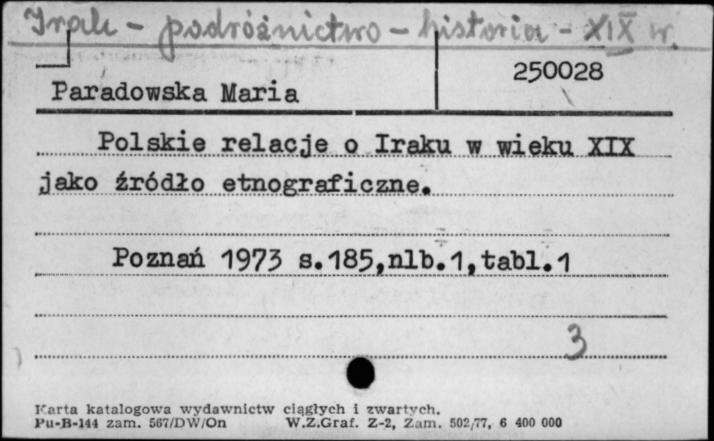 Irak - podróżnictwo - historia - XIX w.
250028
Paradowska Maria
Polskie relacje o Iraku w wieku XIX
jako źródło etnograficzne.
Poznań 1973 s.185,nlb.1,tabl.1
3
Karta katalogowa wydawnictw ciągłych i zwartych.
Pu-B-144 zam. 567/DW/On W.Z.Graf. Z-2, Zam. 502/77, 6 400 000